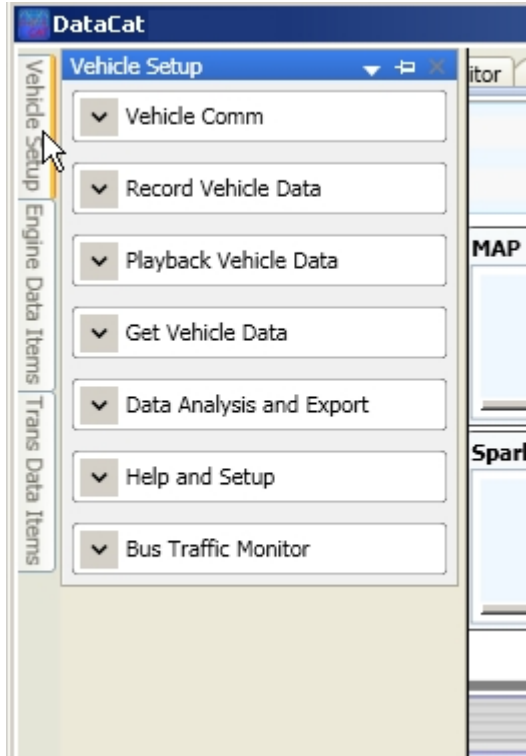 DataCat
Vehicle Setup
Engine Data Items
Trans Data Items
Vehicle Setup
Vehicle Comm
Record Vehicle Data
Playback Vehicle Data
Get Vehicle Data
Data Analysis and Export
Help and Setup
Bus Traffic Monitor
itor
MAP
Spar